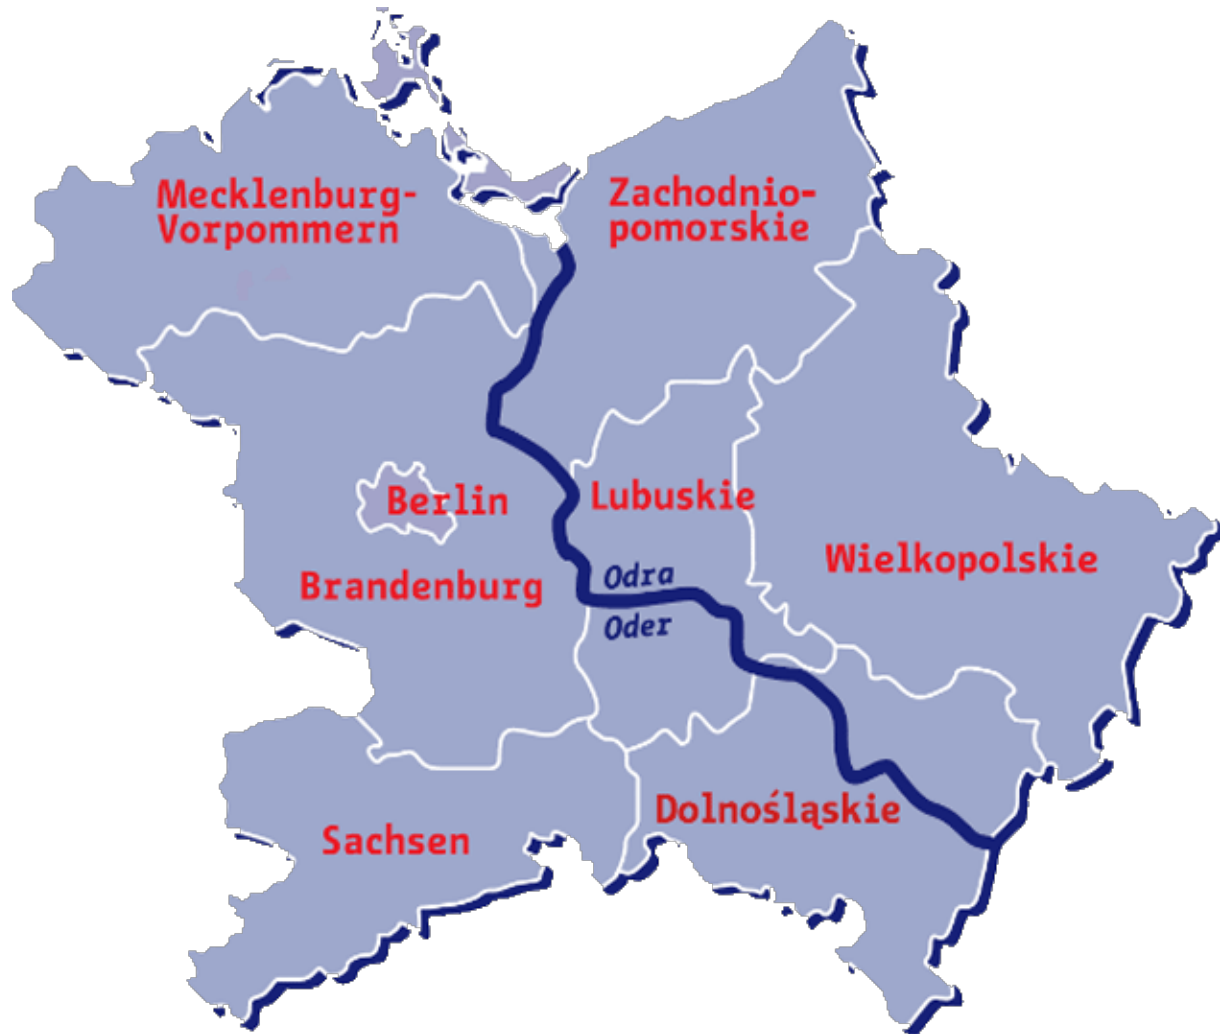 Mecklenburg-
Vorpommern
Zachodnio-
pomorskie
Berlin
Lubuskie
Wielkopolskie
Brandenburg
Odra
Oder
Dolnośląskie
Sachsen